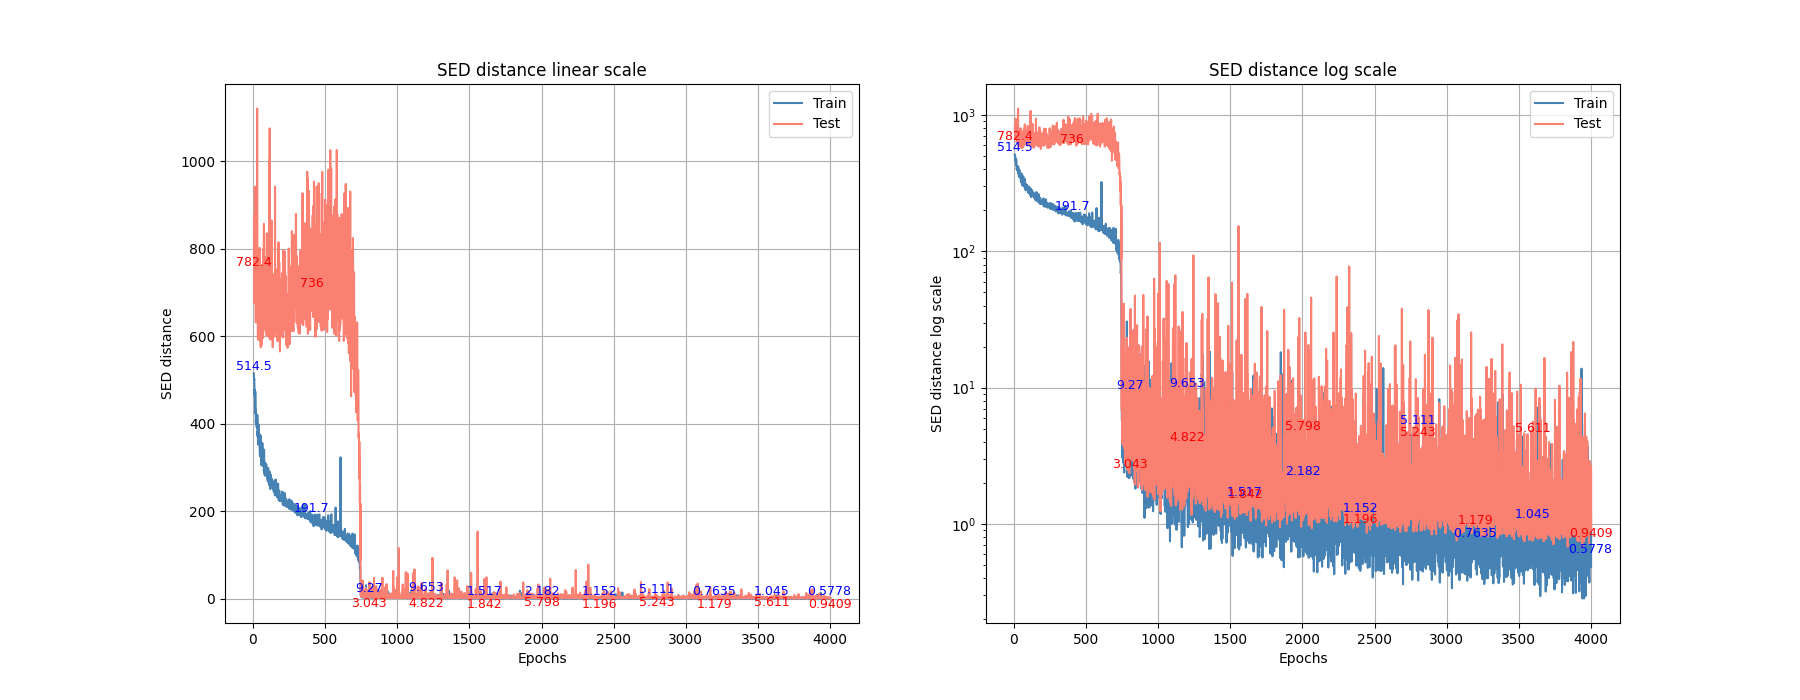 SED distance linear scale
SED distance
1000
800
600
400
200
0
0 500 1000 1500 2000 2500 3000 3500 4000
Epochs
Train
Test
782.4
736
514.5
191.7
9.27 9.653 1.517 2.182 1.152 5.111 0.7635 1.045 0.5778
3.043 4.822 1.842 5.798 1.196 5.243 1.179 5.611 0.9409
SED distance log scale
SED distance log scale
10³
10²
10¹
10⁰
0 500 1000 1500 2000 2500 3000 3500 4000
Epochs
Train
Test
782.4
736
514.5
191.7
9.27
9.653
3.043
4.822
1.517
1.842
5.798
2.182
1.152
1.196
5.111
5.243
1.179
0.7635
5.611
1.045
0.9409
0.5778